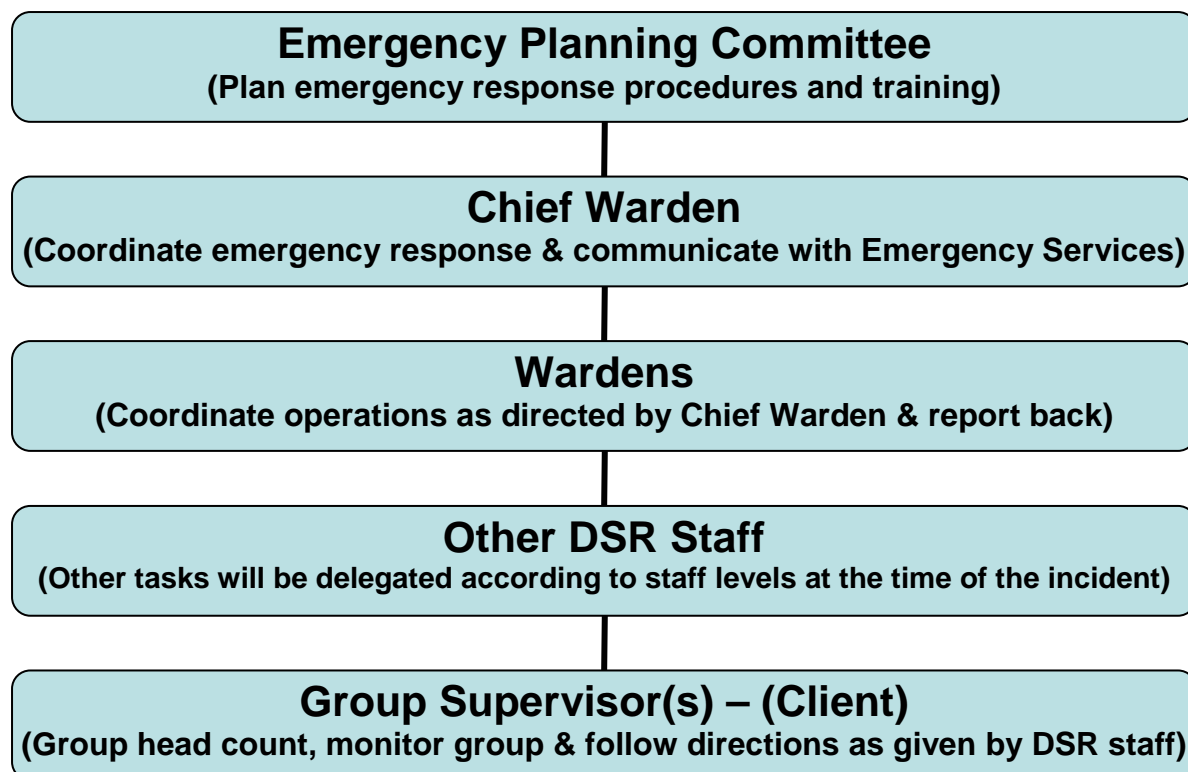 Emergency Planning Committee
(Plan emergency response procedures and training)
Chief Warden
(Coordinate emergency response & communicate with Emergency Services)
Wardens
(Coordinate operations as directed by Chief Warden & report back)
Other DSR Staff
(Other tasks will be delegated according to staff levels at the time of the incident)
Group Supervisor(s) – (Client)
(Group head count, monitor group & follow directions as given by DSR staff)